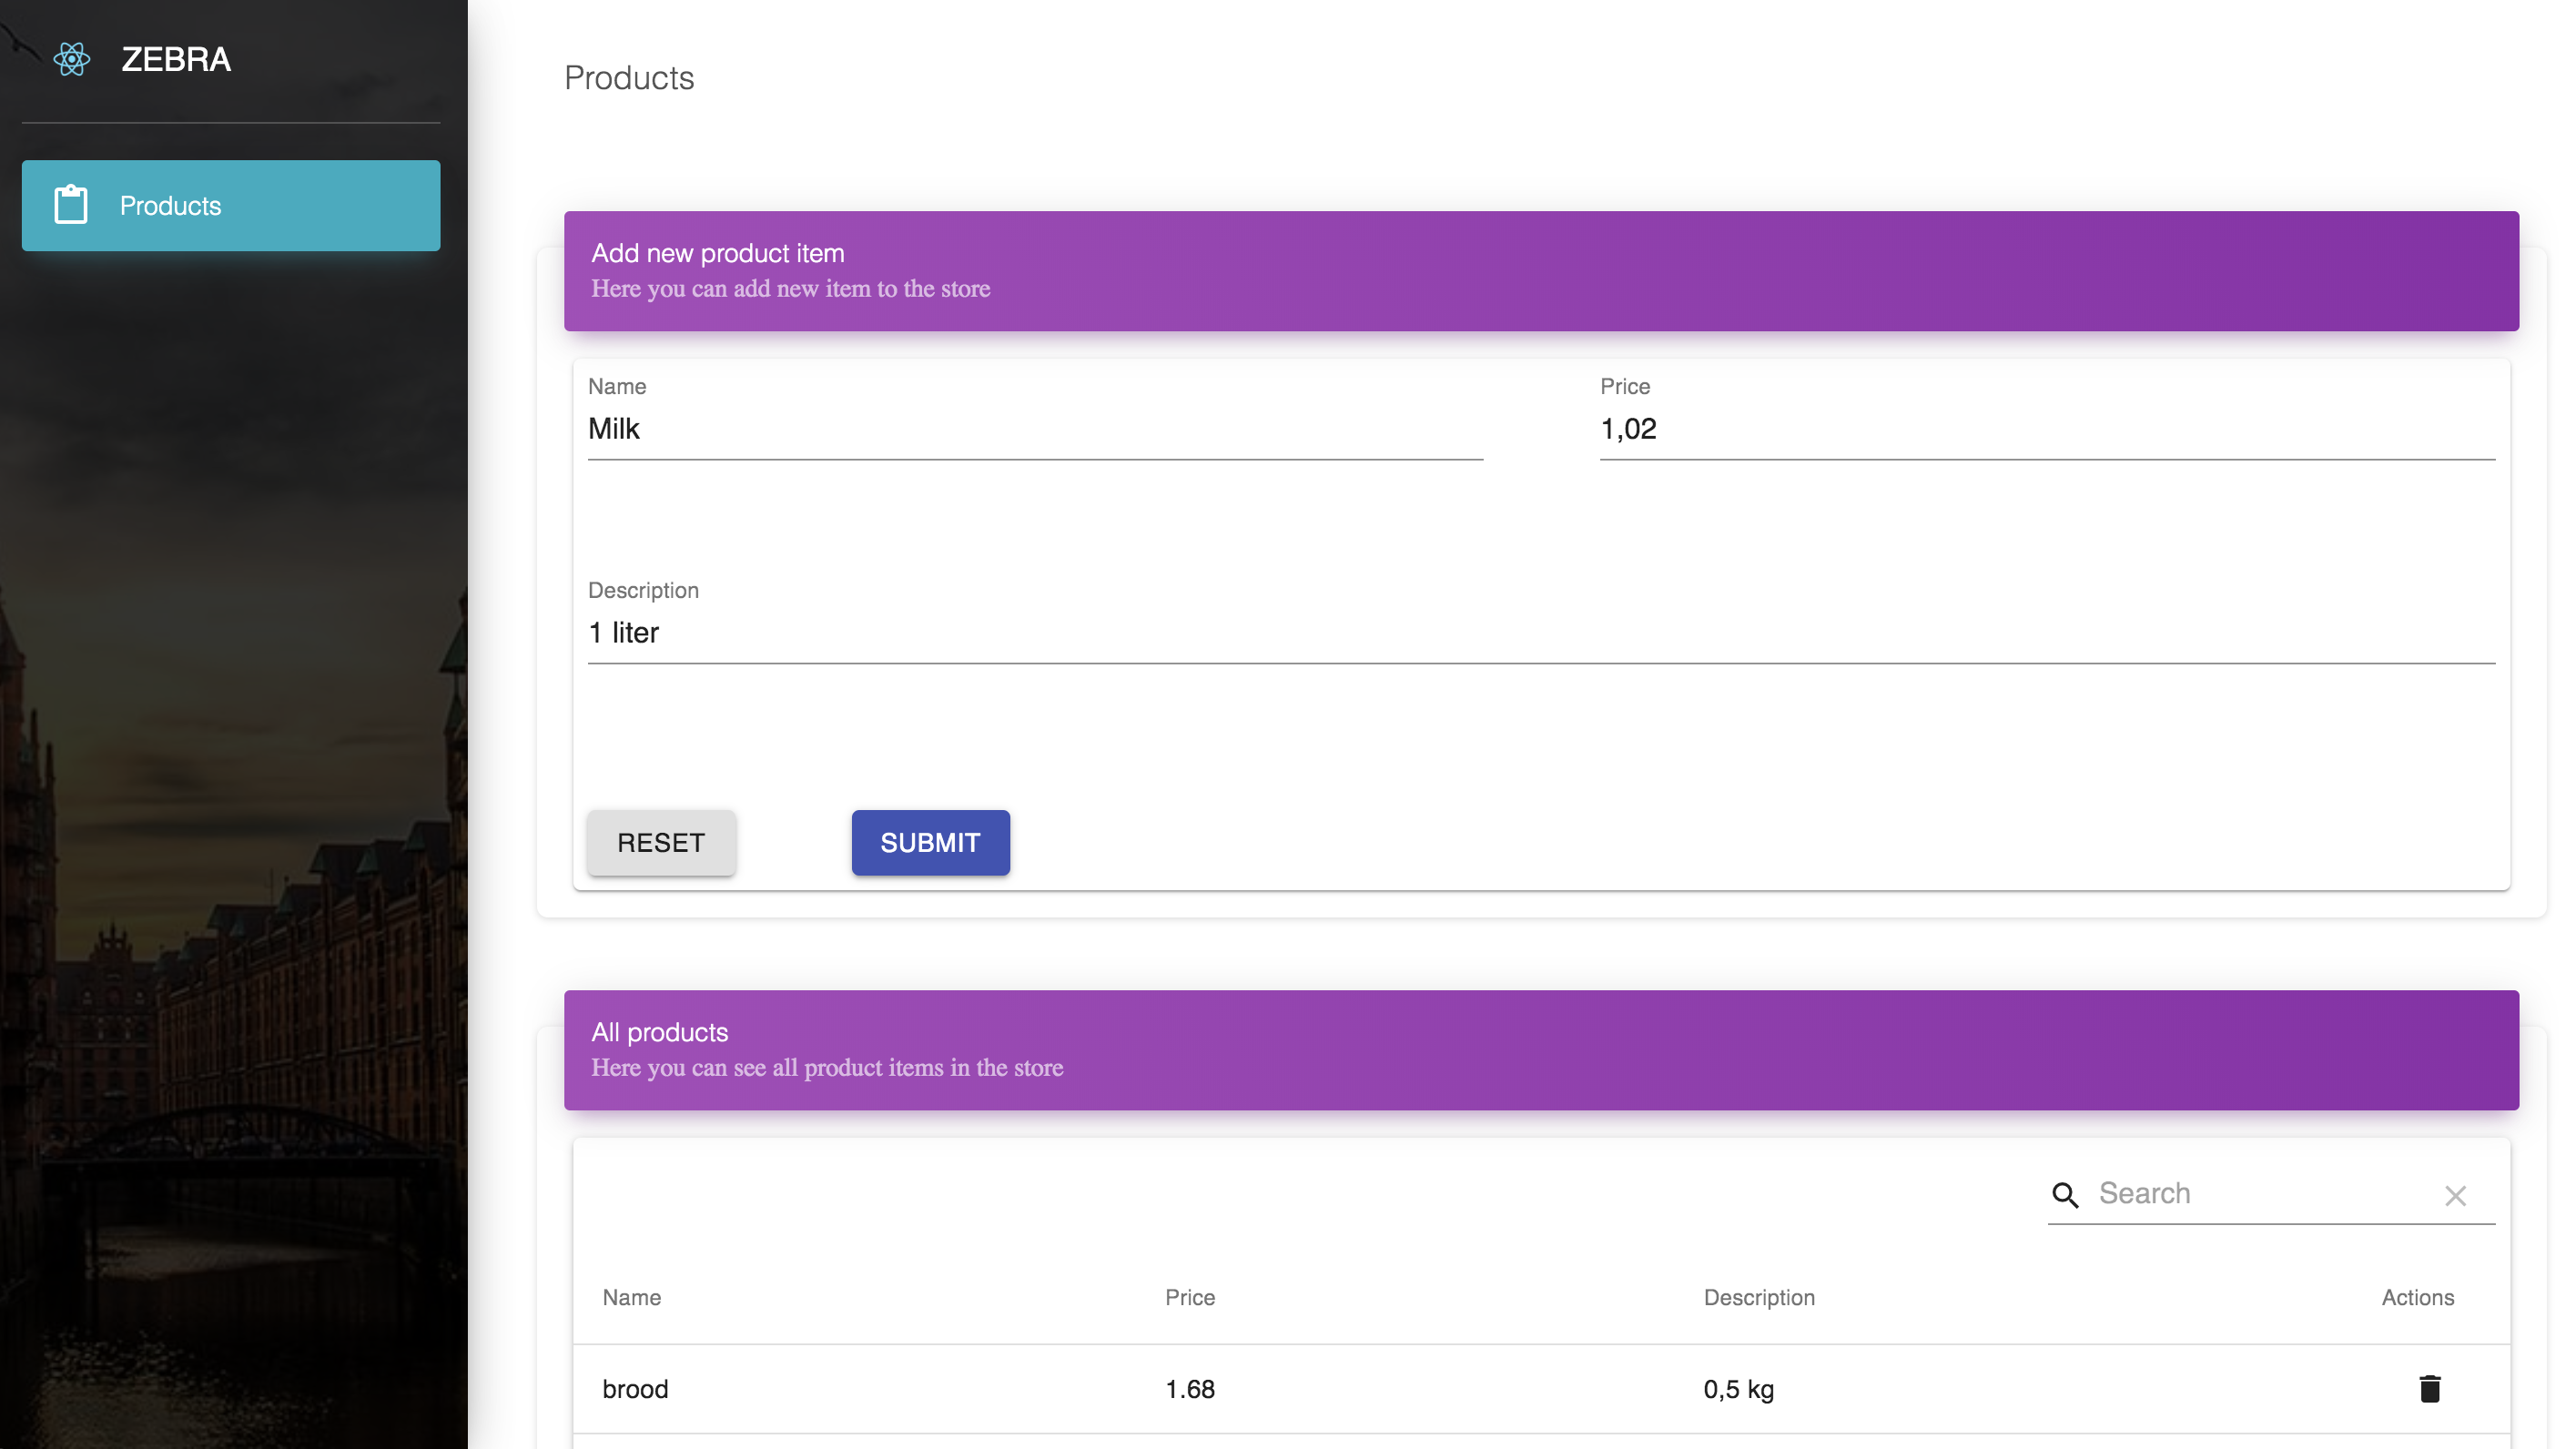 ZEBRA
Products
Products
Add new product item
Here you can add new item to the store
Name
Price
Milk
1,02
Description
1 liter
RESET
SUBMIT
All products
Here you can see all product items in the store
Search
Name
Price
Description
Actions
brood
1.68
0,5 kg